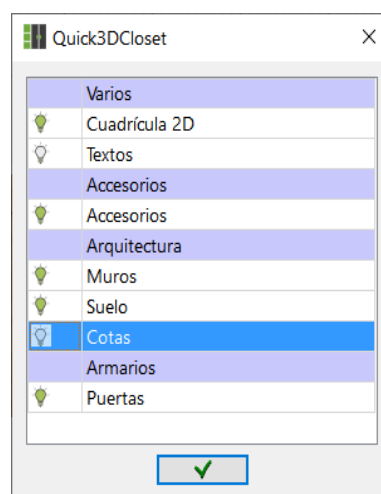 Quick3DCloset
Varios
Cuadrícula 2D
Textos
Accesorios
Accesorios
Arquitectura
Muros
Suelo
Cotas
Armarios
Puertas